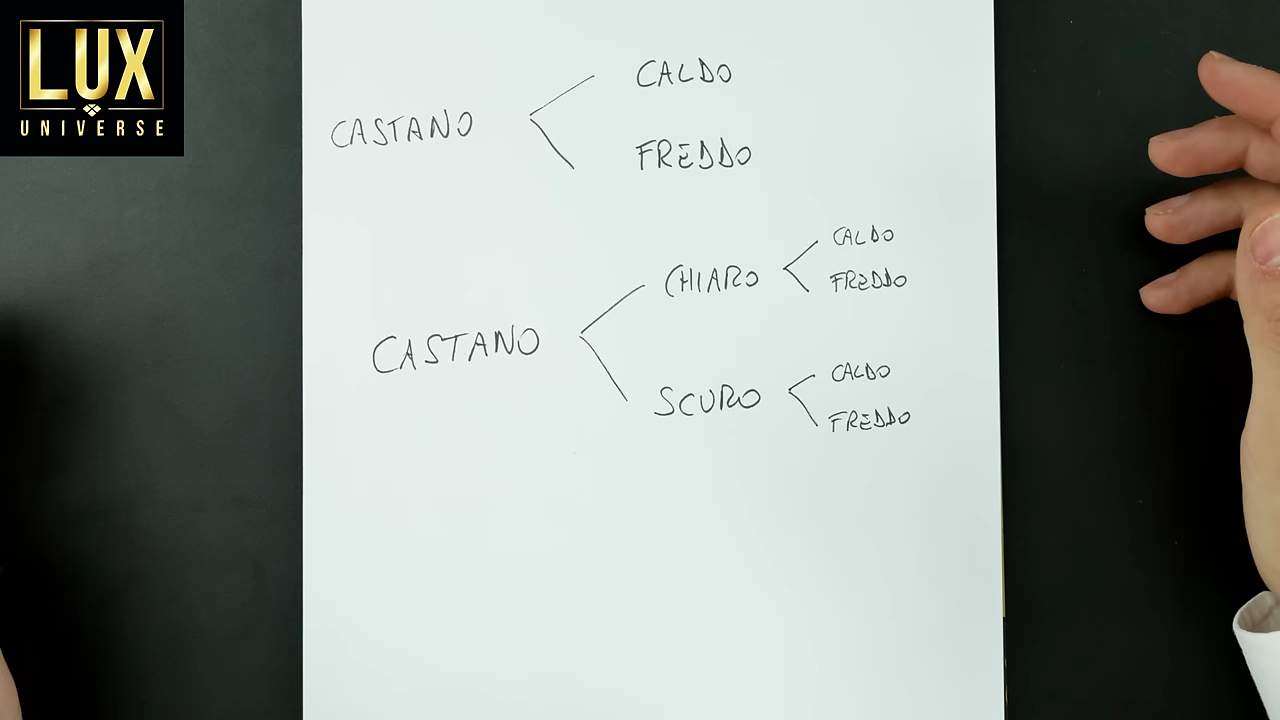 LUX
UNIVERSE
CALDO
CASTANO
FREDDO
CALDO
CHIARO
FREDDO
CASTANO
CALDO
SCURO
FREDDO